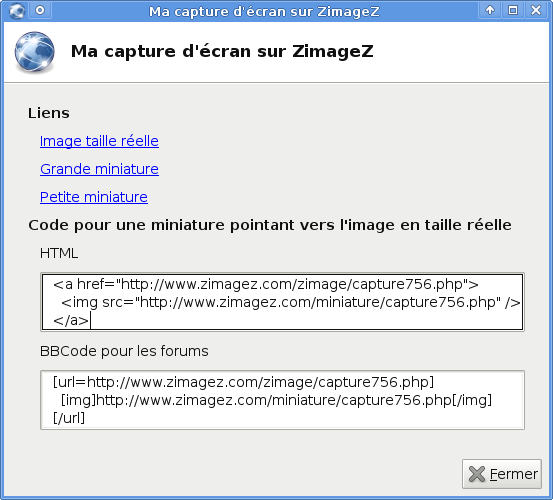 Ma capture d'écran sur ZimageZ
Ma capture d'écran sur ZimageZ
Liens
Image taille réelle
Grande miniature
Petite miniature
Code pour une miniature pointant vers l'image en taille réelle
HTML
<a href="http://www.zimagez.com/zimage/capture756.php">
<img src="http://www.zimagez.com/miniature/capture756.php" />
</a>
BBCode pour les forums
[url=http://www.zimagez.com/zimage/capture756.php]
[img]http://www.zimagez.com/miniature/capture756.php[/img]
[/url]
Fermer